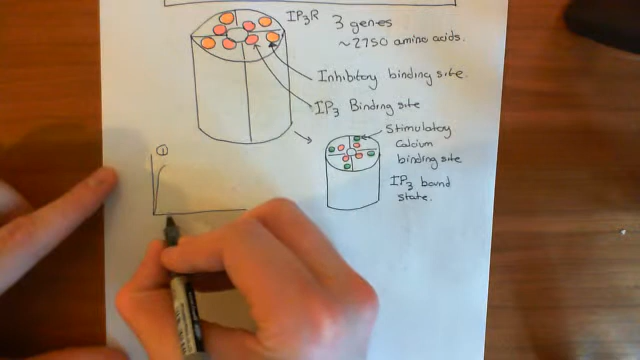 IP3R 3 genes
~2750 amino acids.
Inhibitory binding site.
IP3 Binding site
Stimulatory
Calcium
binding site
IP3 bound
state.
①